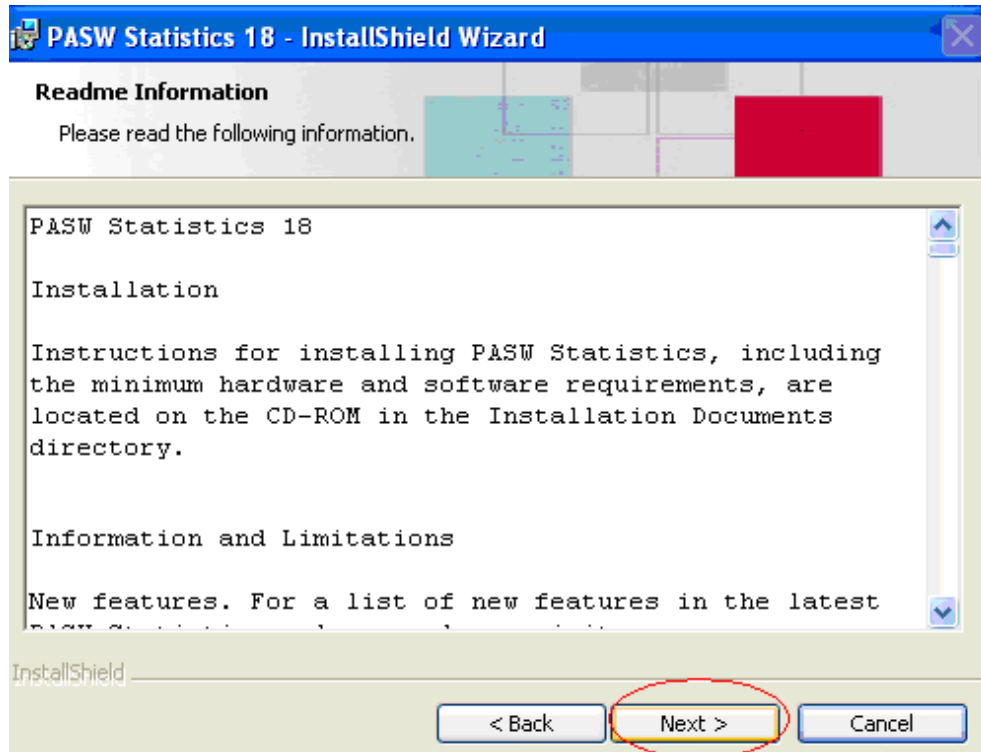 PASW Statistics 18 - InstallShield Wizard
Readme Information
Please read the following information.
PASW Statistics 18
Installation
Instructions for installing PASW Statistics, including
the minimum hardware and software requirements, are
located on the CD-ROM in the Installation Documents
directory.
Information and Limitations
New features. For a list of new features in the latest
InstallShield
< Back
Next >
Cancel